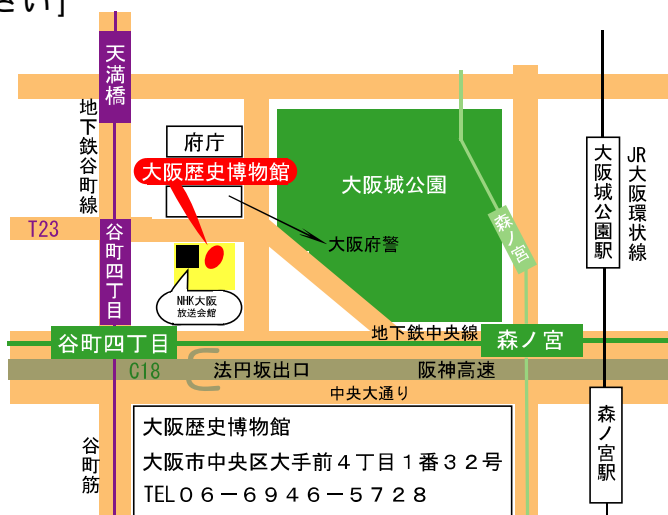 さい]
天満橋
地下鉄谷町線
府庁
大阪歴史博物館
大阪城公園
森ノ宮
大阪城公園駅
JR大阪環状線
T23
谷町四丁目
大阪府警
NHK大阪
放送会館
地下鉄中央線
谷町四丁目
森ノ宮
C18
法円坂出口
阪神高速
中央大通り
谷町筋
森ノ宮駅
大阪歴史博物館
大阪市中央区大手前4丁目1番32号
TEL06-6946-5728